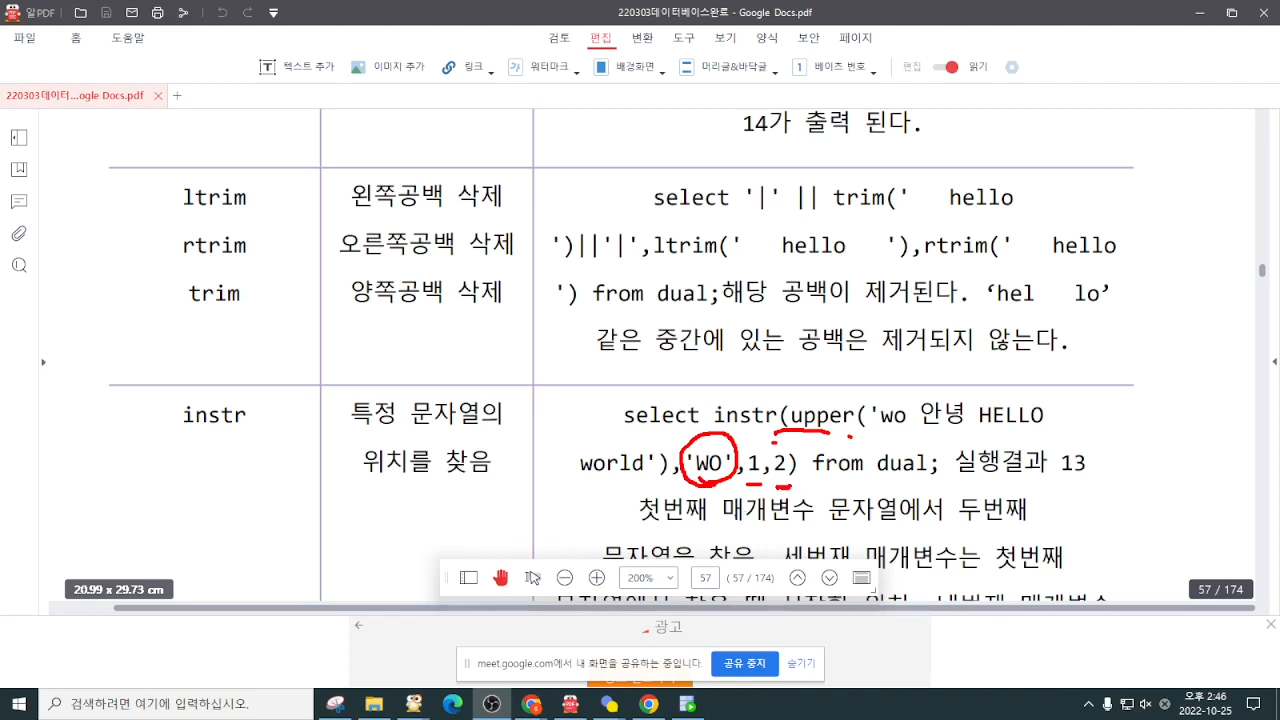 알PDF
220303데이터베이스완료 - Google Docs.pdf
파일 홈 도움말 검토 편집 변환 도구 보기 양식 보안 페이지
텍스트 추가 이미지 추가 링크 워터마크 배경화면 머리글&바닥글 베이츠 번호 편집 읽기
220303데이터...ogle Docs.pdf
14가 출력 된다.
ltrim 왼쪽공백 삭제 select '|' || trim('   hello
rtrim 오른쪽공백 삭제 ')||'|',ltrim('   hello   '),rtrim('   hello
trim 양쪽공백 삭제 ') from dual;해당 공백이 제거된다. ‘hel   lo’
같은 중간에 있는 공백은 제거되지 않는다.
instr 특정 문자열의 select instr(upper('wo 안녕 HELLO
위치를 찾음 world'),'WO',1,2) from dual; 실행결과 13
첫번째 매개변수 문자열에서 두번째
문자열을 찾음. 세번재 매개변수는 첫번째
200% 57 (57 / 174)
20.99 x 29.73 cm
57 / 174
광고
meet.google.com에서 내 화면을 공유하는 중입니다. 공유 중지 숨기기
검색하려면 여기에 입력하십시오.
오후 2:46
2022-10-25